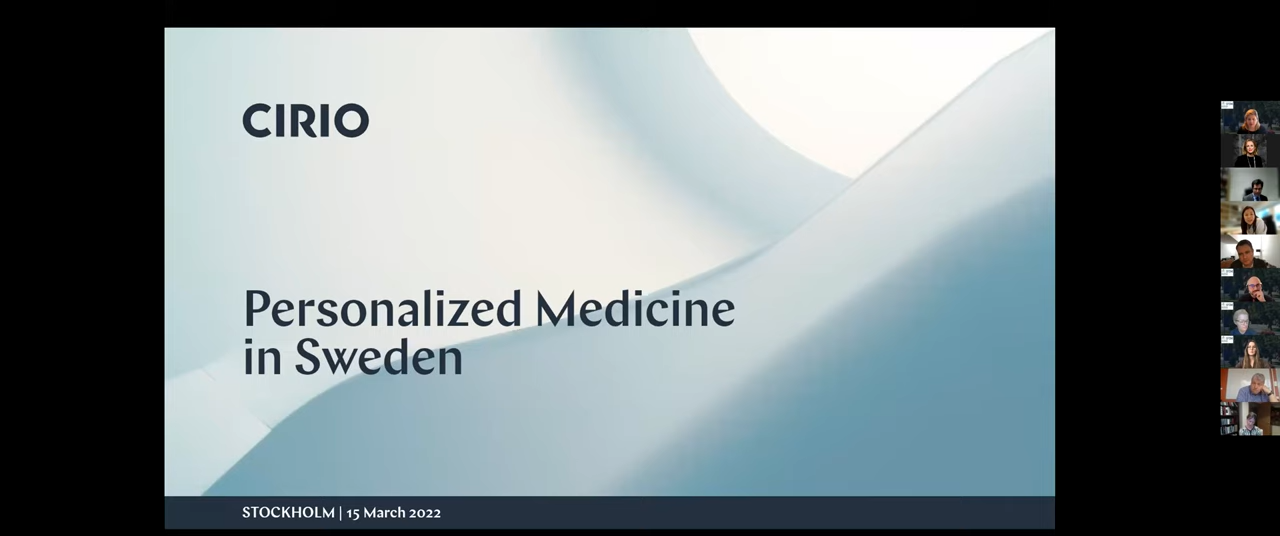 CIRIO
Personalized Medicine
in Sweden
STOCKHOLM | 15 March 2022